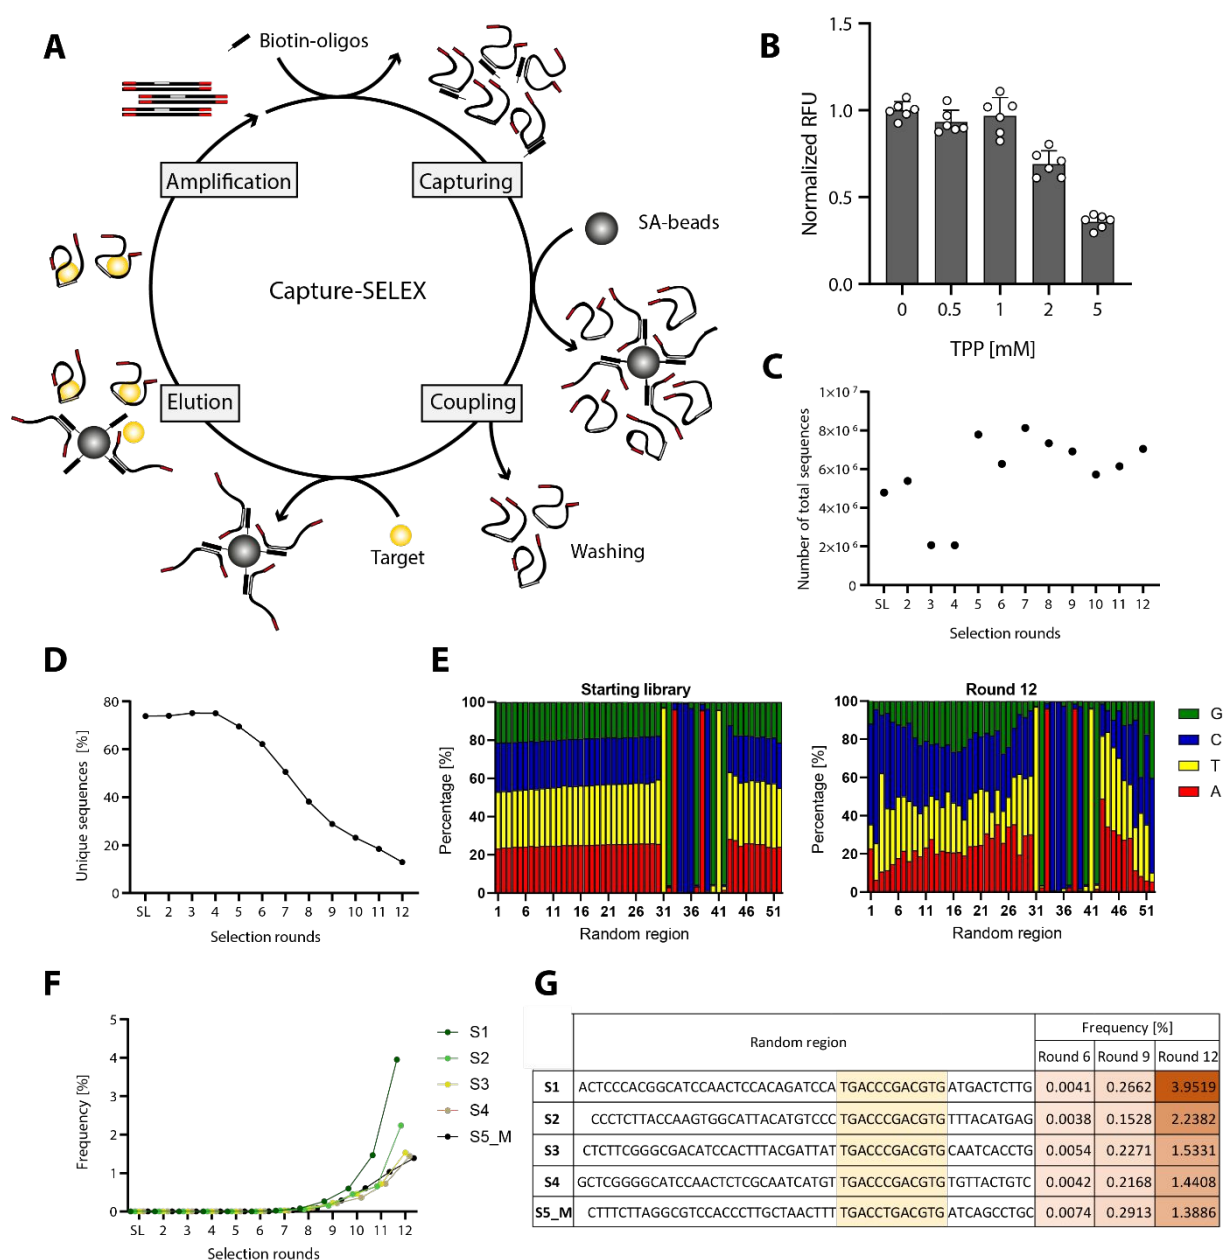 A
Biotin-oligos
Amplification
Capturing
SA-beads
Capture-SELEX
Elution
Coupling
Target
Washing
B
1.5
1.0
0.5
0.0
Normalized RFU
0 0.5 1 2 5
TPP [mM]
C
1×10⁷
8×10⁶
6×10⁶
4×10⁶
2×10⁶
0
Number of total sequences
SL 2 3 4 5 6 7 8 9 10 11 12
Selection rounds
D
80
60
40
20
0
Unique sequences [%]
SL 2 3 4 5 6 7 8 9 10 11 12
Selection rounds
E
Starting library
100
80
60
40
20
0
Percentage [%]
1 6 11 16 21 26 31 36 41 46 51
Random region
Round 12
100
80
60
40
20
0
Percentage [%]
1 6 11 16 21 26 31 36 41 46 51
Random region
G
C
T
A
F
5
4
3
2
1
0
Frequency [%]
SL 2 3 4 5 6 7 8 9 10 11 12
Selection rounds
S1
S2
S3
S4
S5_M
G
Random region Frequency [%]
Round 6 Round 9 Round 12
S1 ACTCCCACGGCATCCAACTCCACAGATCCA TGACCCGACGTG ATGACTCTTG 0.0041 0.2662 3.9519
S2 CCCTCTTACCAAGTGGCATTACATGTCCC TGACCCGACGTG TTTACATGAG 0.0038 0.1528 2.2382
S3 CTCTTCGGGCGACATCCACTTTACGATTAT TGACCCGACGTG CAATCACCTG 0.0054 0.2271 1.5331
S4 GCTCGGGGCATCCAACTCTCGCAATCATGT TGACCCGACGTG TGTTACTGTC 0.0042 0.2168 1.4408
S5_M CTTTCTTAGGCGTCCACCCTTGCTAACTTT TGACCTGACGTG ATCAGCCTGC 0.0074 0.2913 1.3886